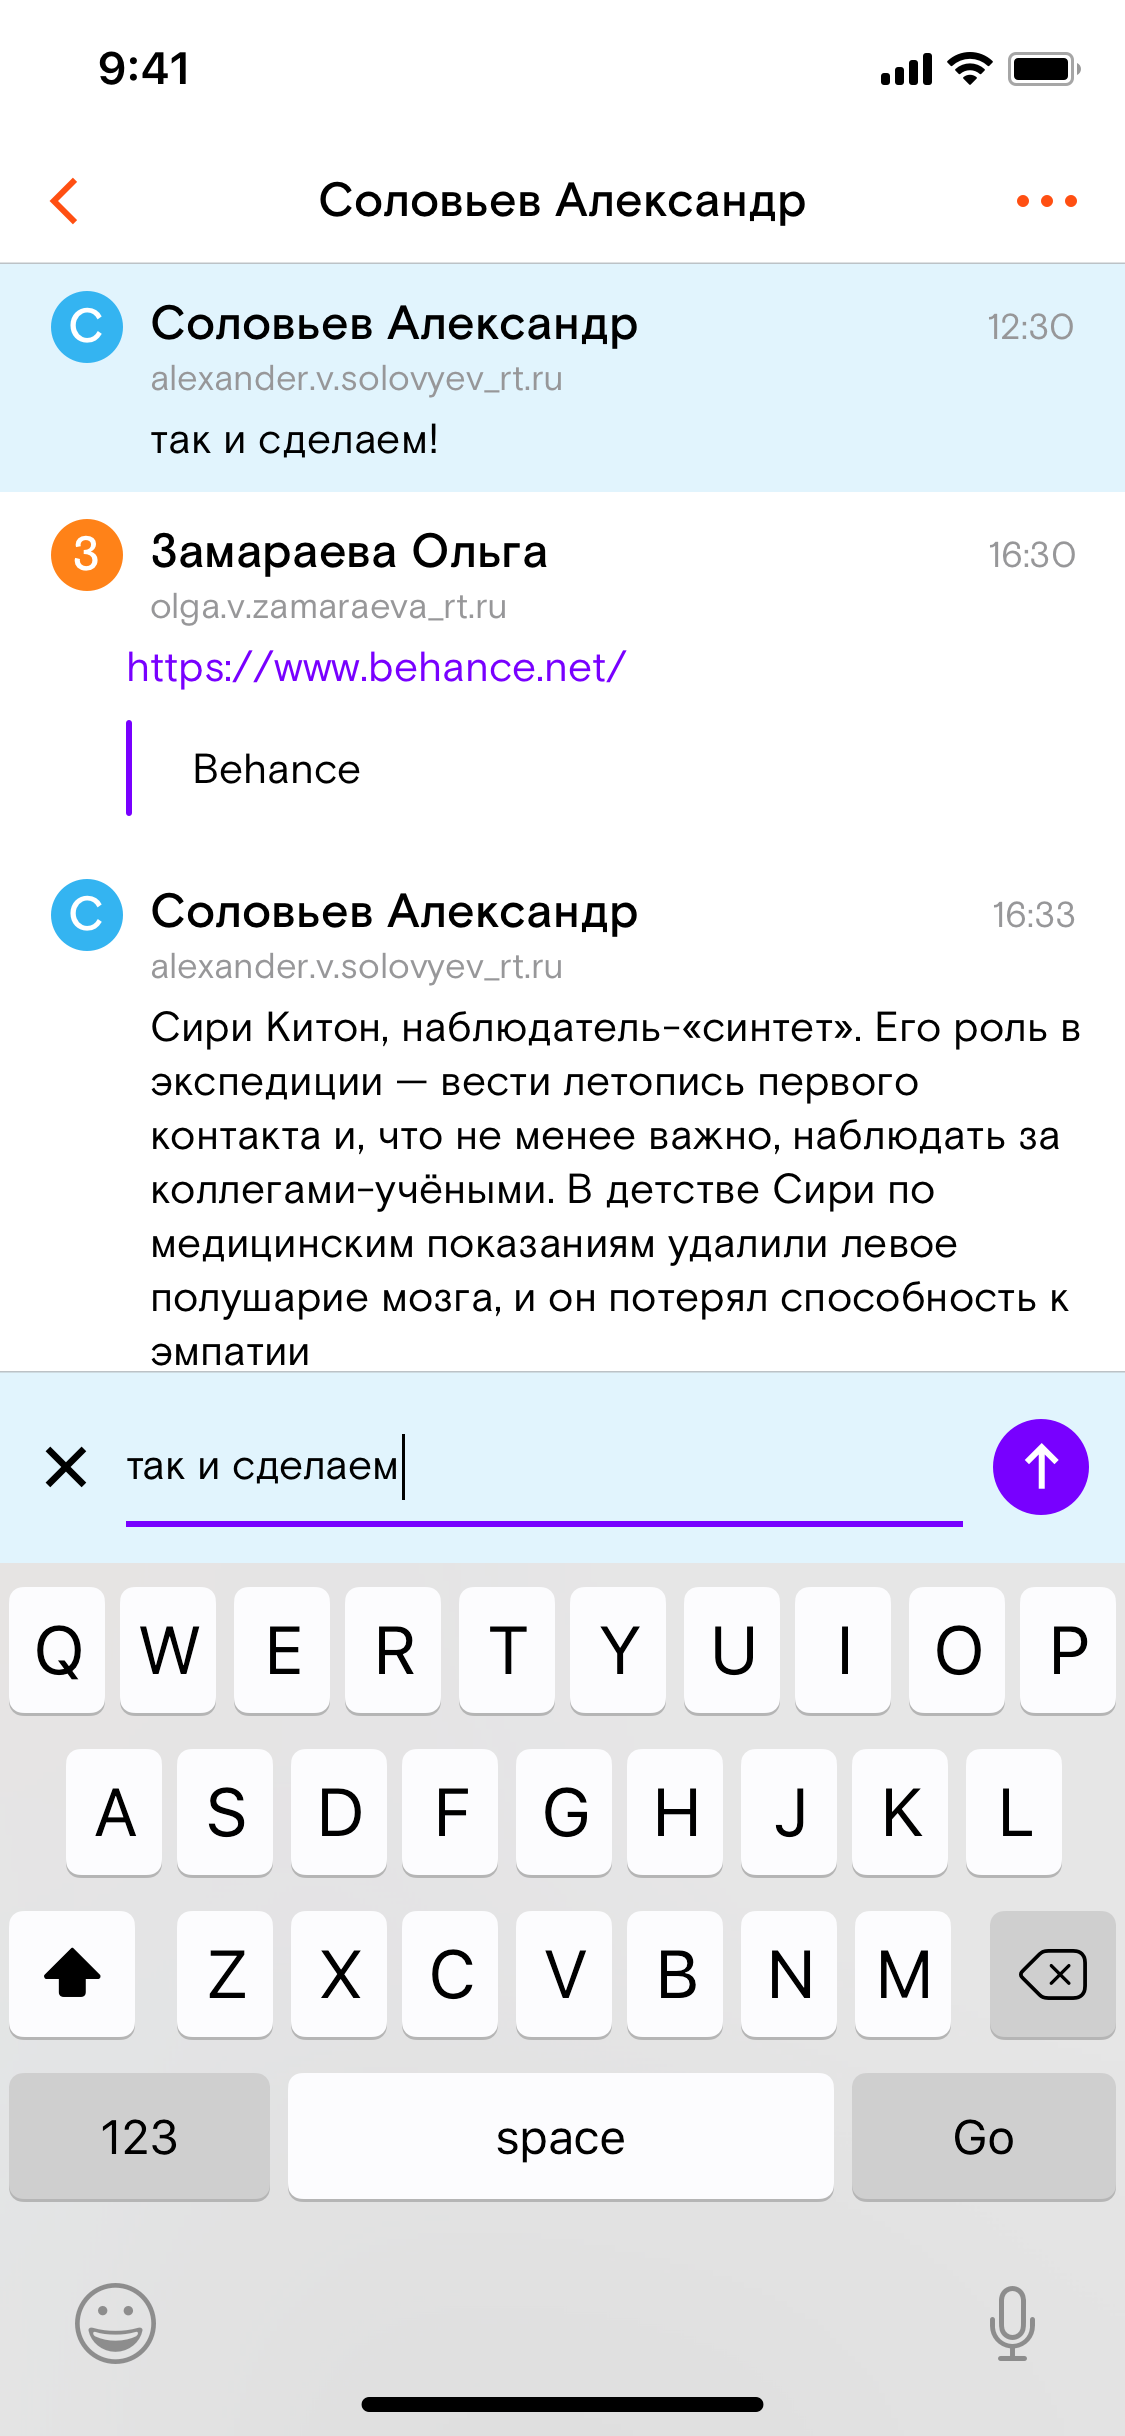 9:41
Соловьев Александр
С
Соловьев Александр
12:30
alexander.v.solovyev_rt.ru
так и сделаем!
З
Замараева Ольга
16:30
olga.v.zamaraeva_rt.ru
https://www.behance.net/
Behance
С
Соловьев Александр
16:33
alexander.v.solovyev_rt.ru
Сири Китон, наблюдатель-«синтет». Его роль в
экспедиции — вести летопись первого
контакта и, что не менее важно, наблюдать за
коллегами-учёными. В детстве Сири по
медицинским показаниям удалили левое
полушарие мозга, и он потерял способность к
эмпатии
так и сделаем
Q W E R T Y U I O P
A S D F G H J K L
Z X C V B N M
123 space Go